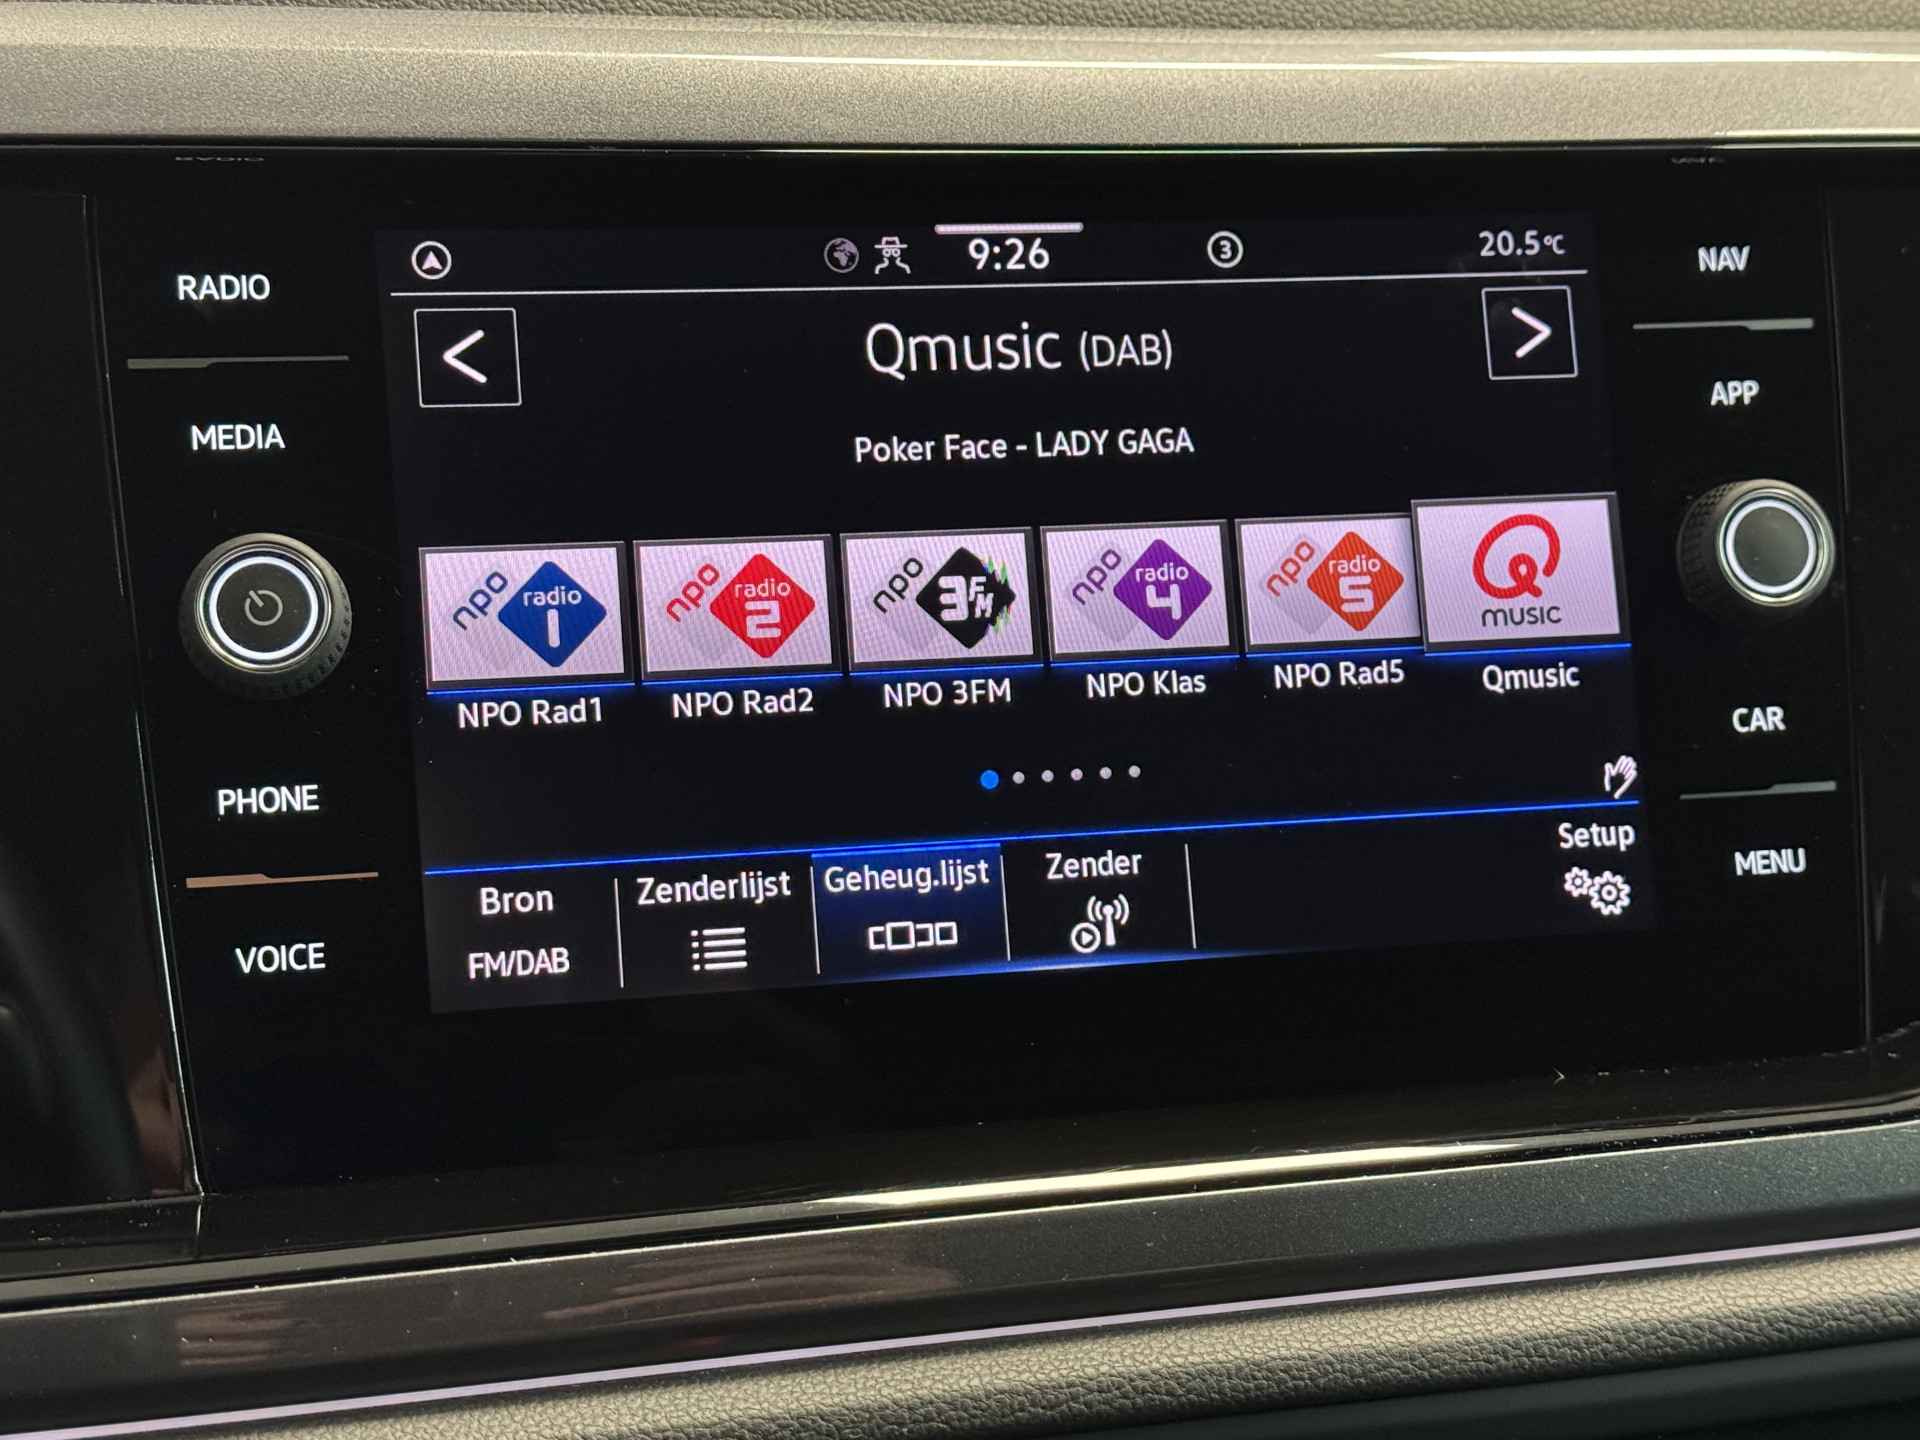 RADIO
MEDIA
PHONE
VOICE
9:26
3
20.5°C
<
Qmusic (DAB)
>
Poker Face - LADY GAGA
npo radio 1
npo radio 2
npo 3FM
npo radio 4
npo radio 5
Q MUSIC
NPO Rad1
NPO Rad2
NPO 3FM
NPO Klas
NPO Rad5
Qmusic
Bron
FM/DAB
Zenderlijst
Geheug.lijst
Zender
Setup
NAV
APP
CAR
MENU